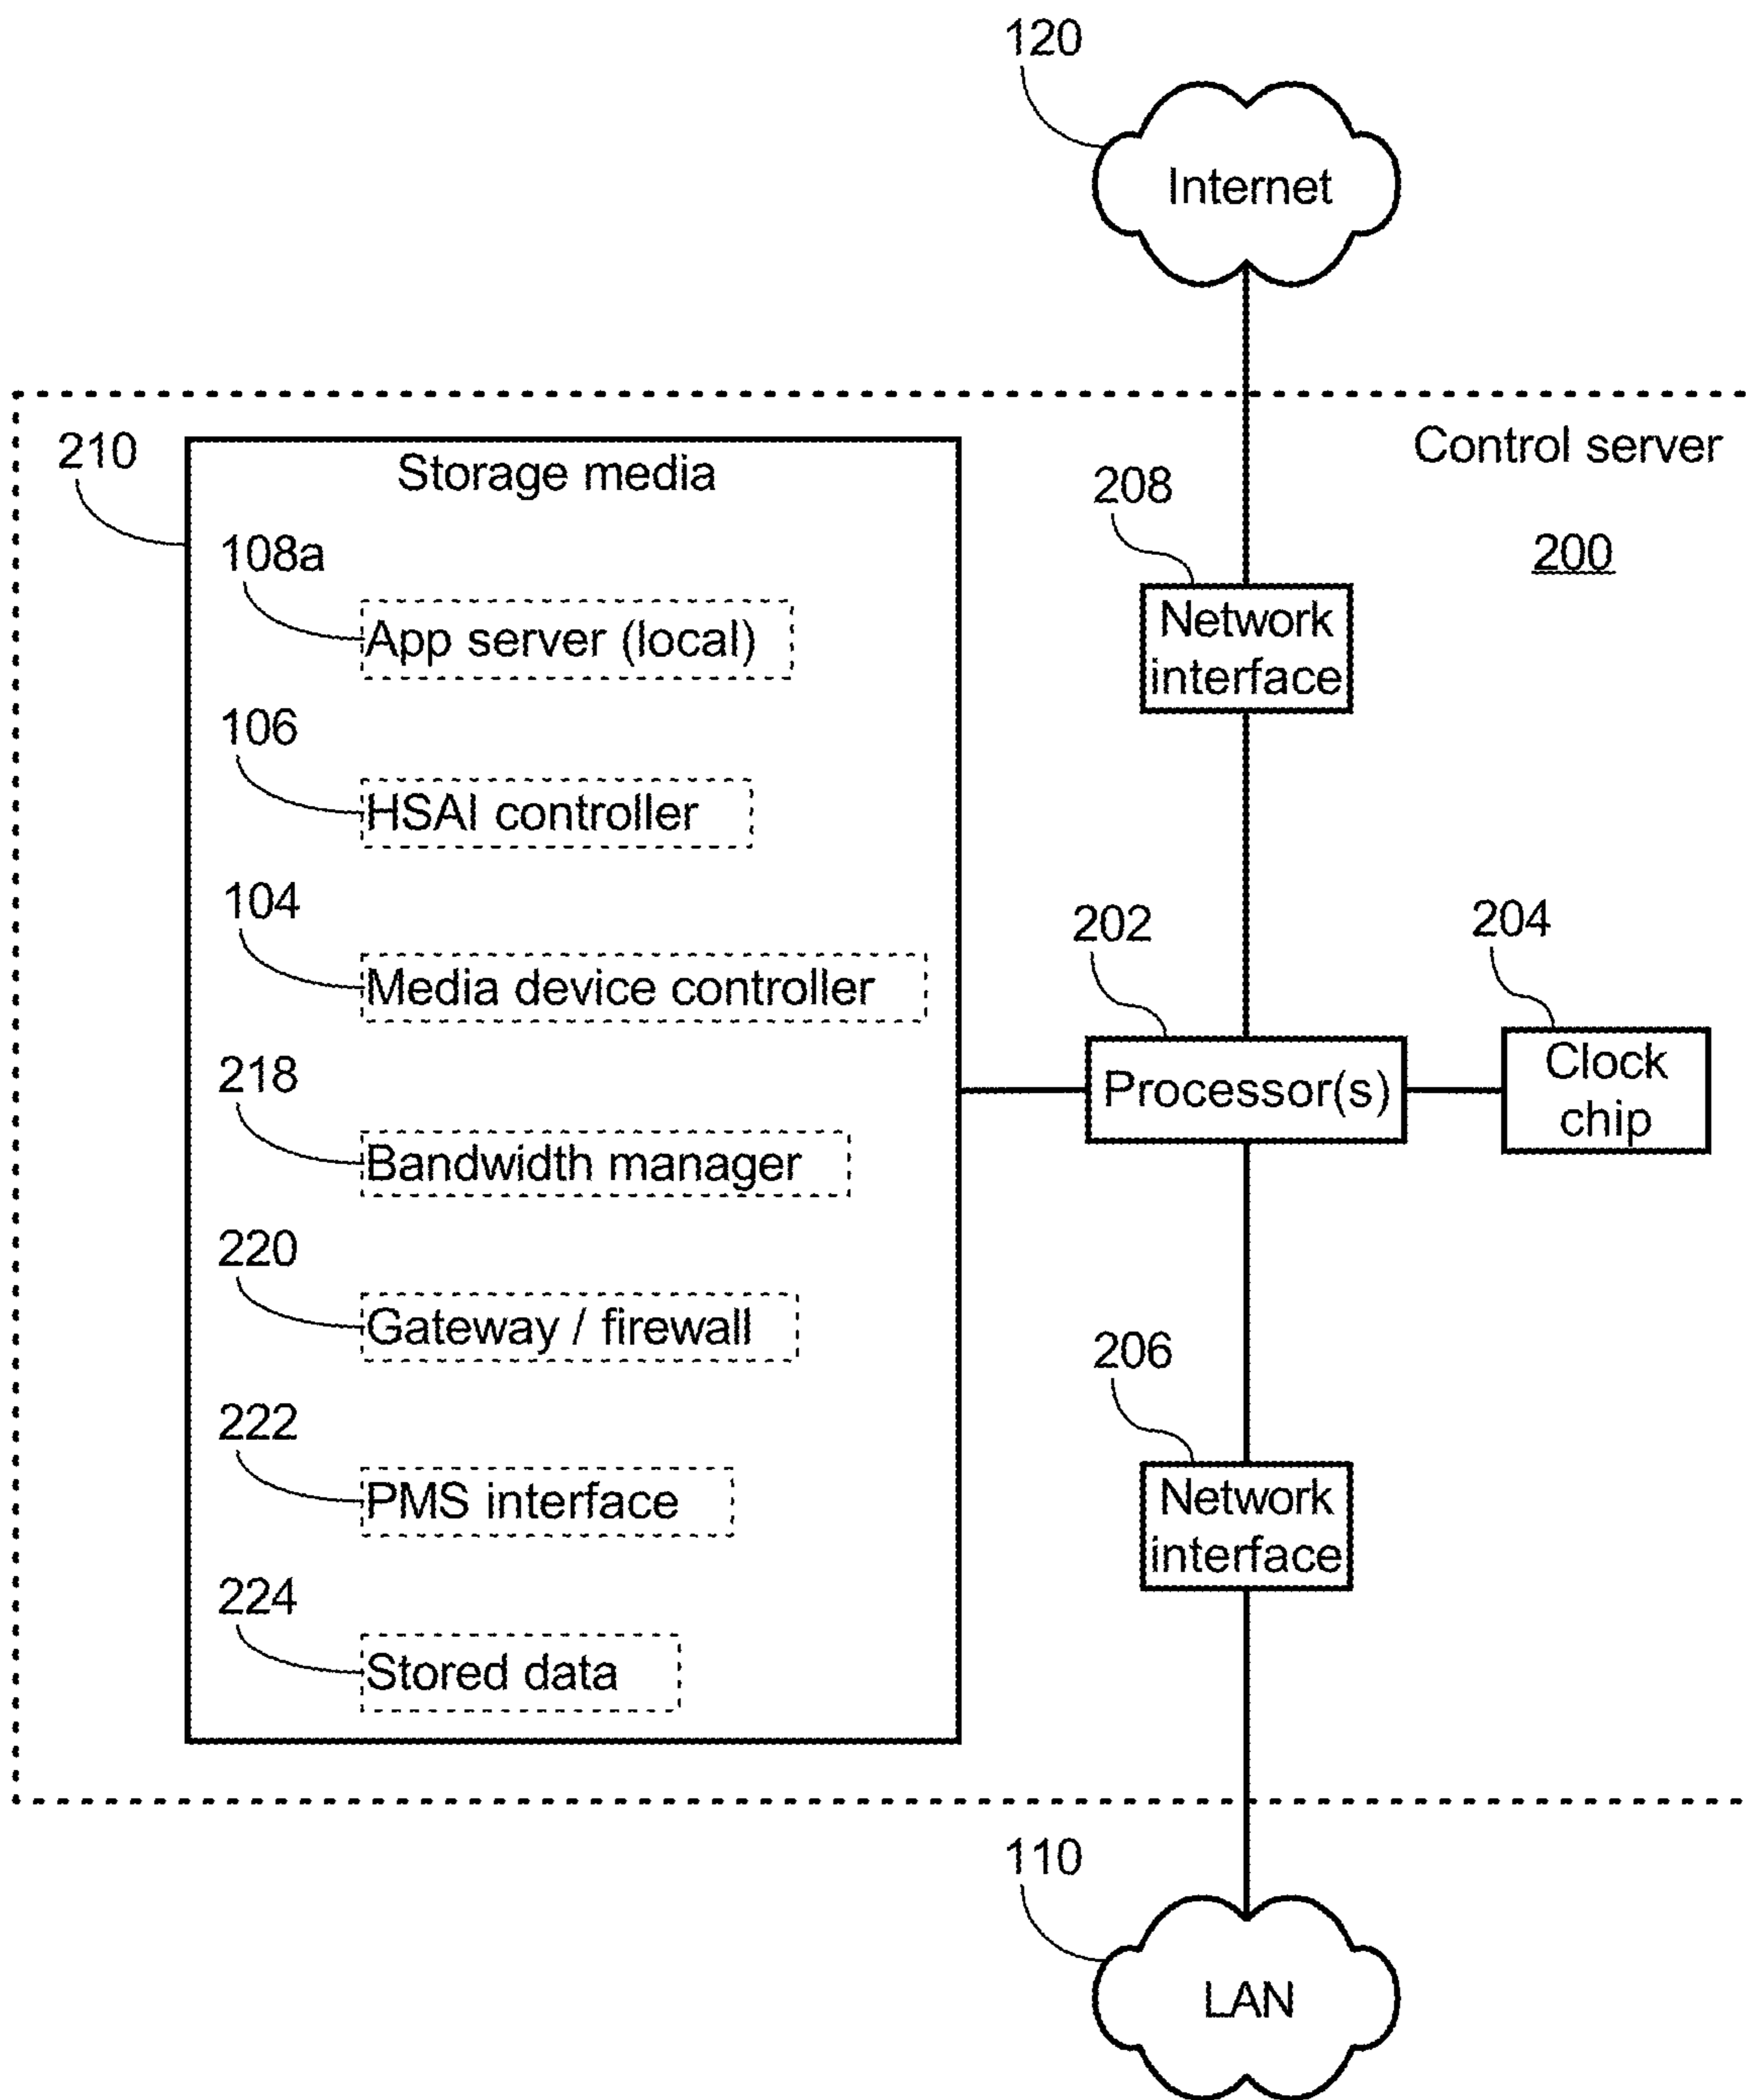 120
Internet
Control server
200
210
Storage media
108a
App server (local)
106
HSAI controller
104
Media device controller
218
Bandwidth manager
220
Gateway / firewall
222
PMS interface
224
Stored data
208
Network
interface
202
Processor(s)
204
Clock
chip
206
Network
interface
110
LAN